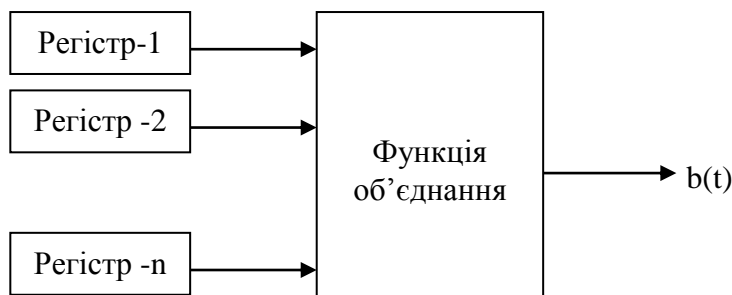 Регістр-1
Регістр -2
Функція
об’єднання
b(t)
Регістр -n